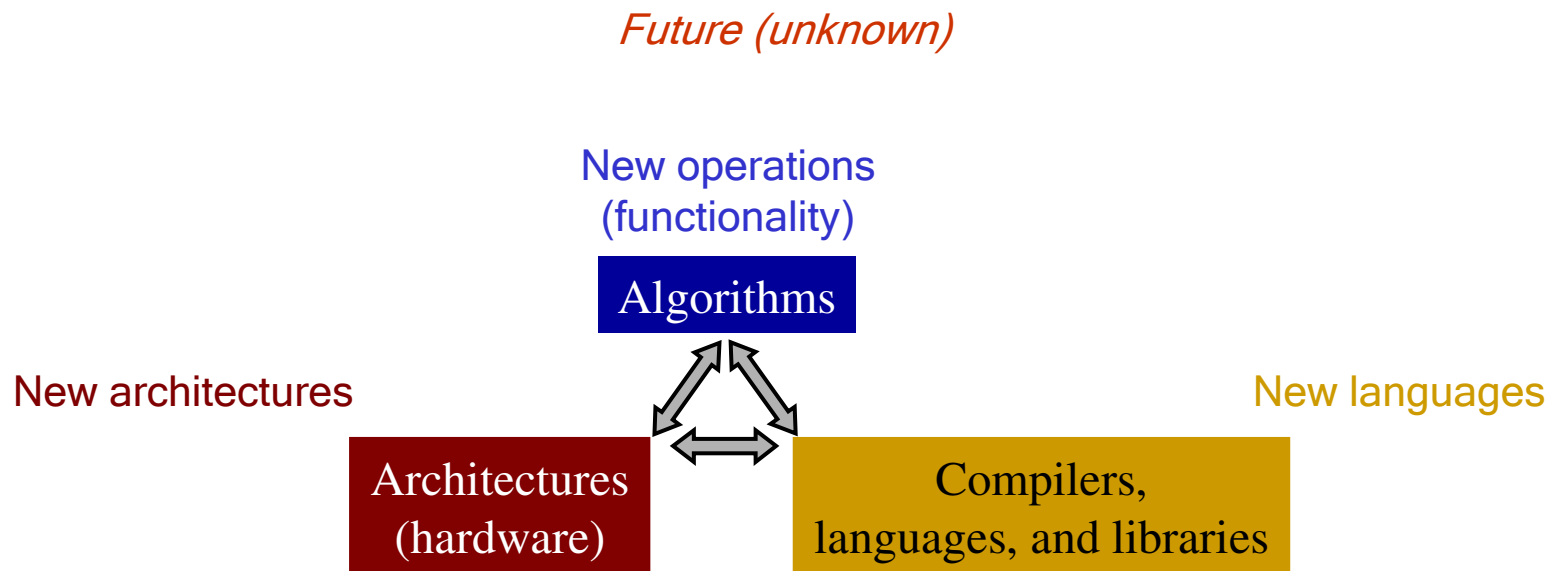 Future (unknown)
New operations
(functionality)
Algorithms
New architectures
New languages
Architectures
(hardware)
Compilers,
languages, and libraries